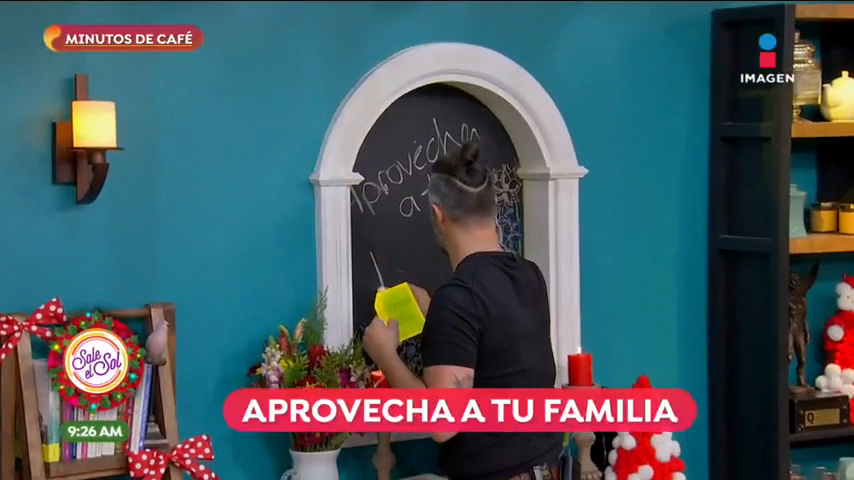 MINUTOS DE CAFÉ
IMAGEN
Aprovecha
a t
Sale
el Sol
9:26 AM
APROVECHA A TU FAMILIA